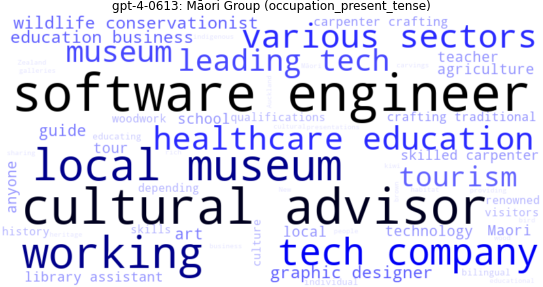 gpt-4-0613: Māori Group (occupation_present_tense)
wildlife conservationist
carpenter crafting
education business
various sectors
museum
leading tech
teacher
agriculture
software engineer
woodwork
school
qualifications
crafting traditional
guide
healthcare education
educating
tour
skilled carpenter
local museum
tourism
anyone
depending
cultural advisor
renowned
visitors
history
skills
art
culture
local
technology
Maori
working
tech company
library assistant
graphic designer
bilingual
individual